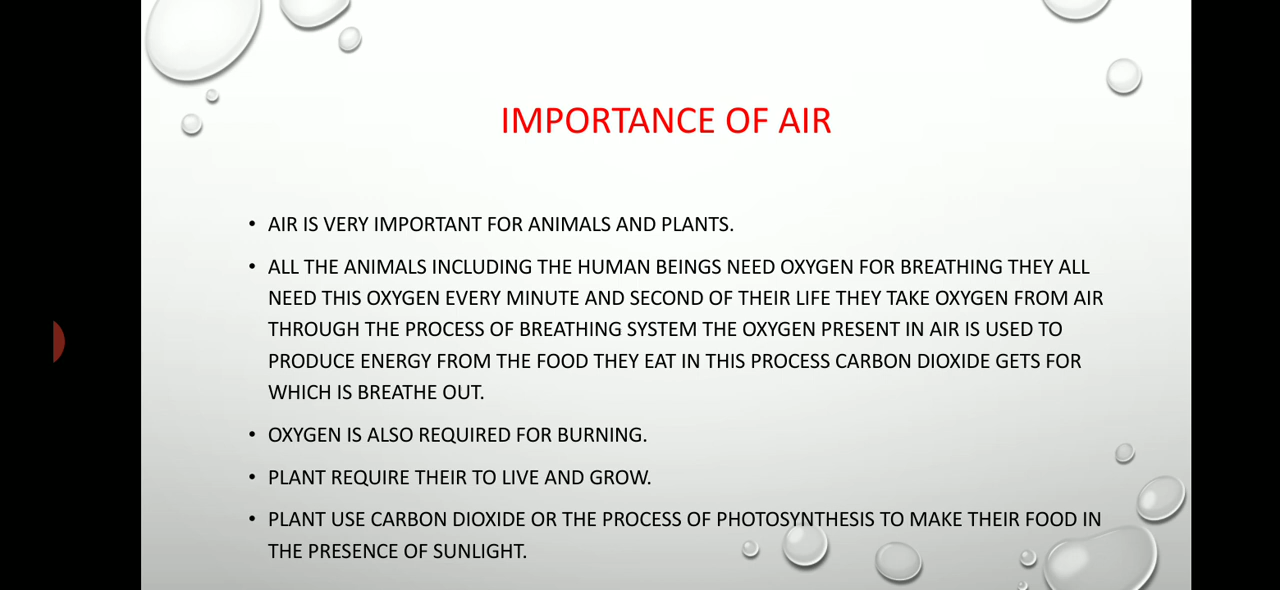 IMPORTANCE OF AIR
• AIR IS VERY IMPORTANT FOR ANIMALS AND PLANTS.
• ALL THE ANIMALS INCLUDING THE HUMAN BEINGS NEED OXYGEN FOR BREATHING THEY ALL
NEED THIS OXYGEN EVERY MINUTE AND SECOND OF THEIR LIFE THEY TAKE OXYGEN FROM AIR
THROUGH THE PROCESS OF BREATHING SYSTEM THE OXYGEN PRESENT IN AIR IS USED TO
PRODUCE ENERGY FROM THE FOOD THEY EAT IN THIS PROCESS CARBON DIOXIDE GETS FOR
WHICH IS BREATHE OUT.
• OXYGEN IS ALSO REQUIRED FOR BURNING.
• PLANT REQUIRE THEIR TO LIVE AND GROW.
• PLANT USE CARBON DIOXIDE OR THE PROCESS OF PHOTOSYNTHESIS TO MAKE THEIR FOOD IN
THE PRESENCE OF SUNLIGHT.